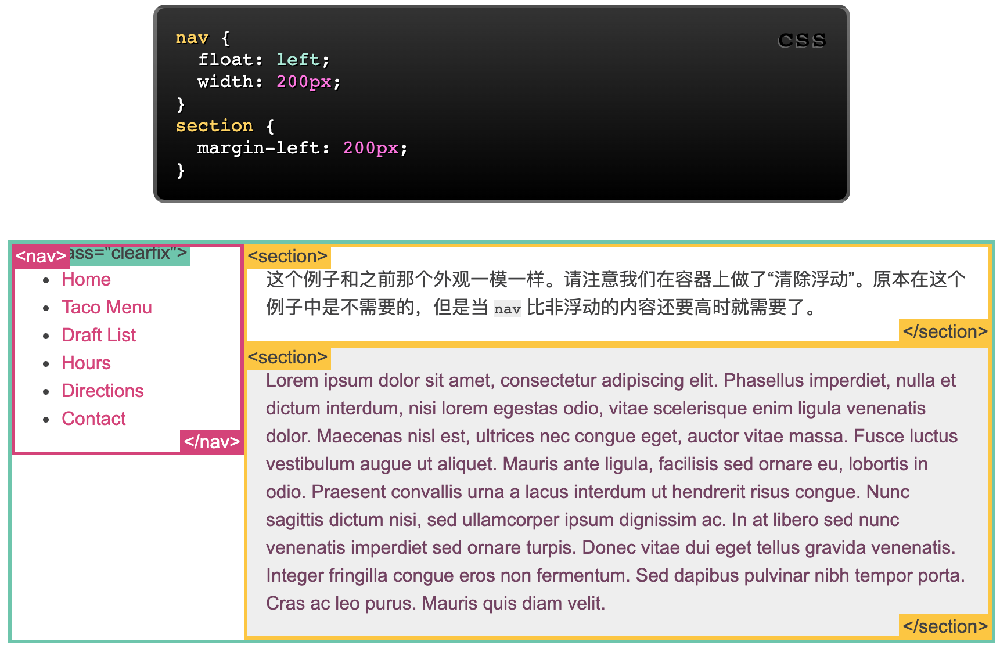 nav {
css
float: left;
width: 200px;
}
section {
margin-left: 200px;
}
<nav>
ass="clearfix">
Home
Taco Menu
Draft List
Hours
Directions
Contact
</nav>
<section>
这个例子和之前那个外观一模一样。请注意我们在容器上做了“清除浮动”。原本在这个
例子中是不需要的，但是当 nav 比非浮动的内容还要高时就需要了。
</section>
<section>
Lorem ipsum dolor sit amet, consectetur adipiscing elit. Phasellus imperdiet, nulla et
dictum interdum, nisi lorem egestas odio, vitae scelerisque enim ligula venenatis
dolor. Maecenas nisl est, ultrices nec congue eget, auctor vitae massa. Fusce luctus
vestibulum augue ut aliquet. Mauris ante ligula, facilisis sed ornare eu, lobortis in
odio. Praesent convallis urna a lacus interdum ut hendrerit risus congue. Nunc
sagittis dictum nisi, sed ullamcorper ipsum dignissim ac. In at libero sed nunc
venenatis imperdiet sed ornare turpis. Donec vitae dui eget tellus gravida venenatis.
Integer fringilla congue eros non fermentum. Sed dapibus pulvinar nibh tempor porta.
Cras ac leo purus. Mauris quis diam velit.
</section>